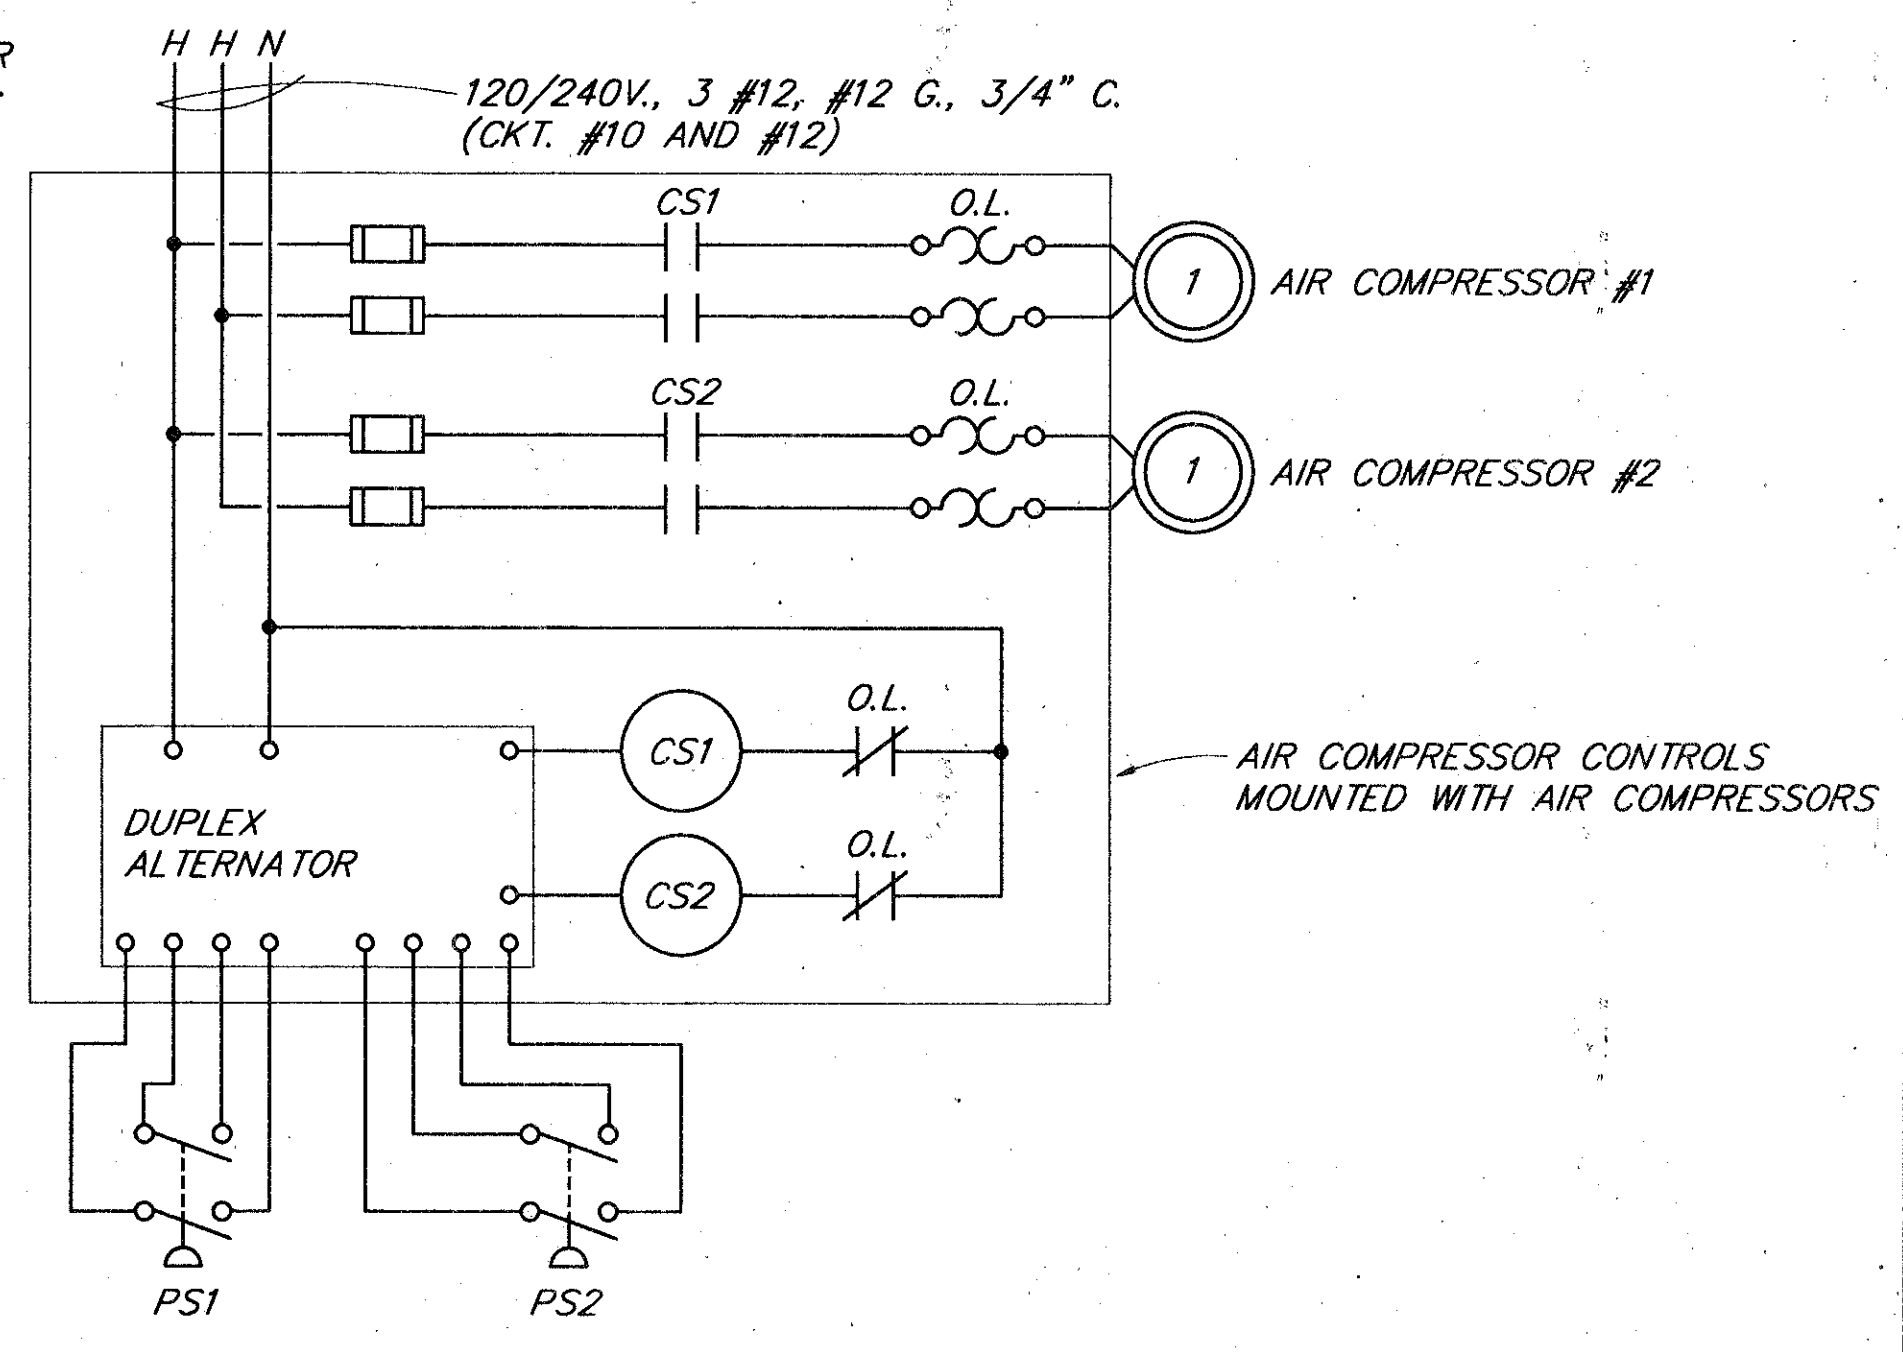 R
H H N
120/240V., 3 #12, #12 G., 3/4" C.
(CKT. #10 AND #12)
CS1
O.L.
1
AIR COMPRESSOR #1
CS2
O.L.
1
AIR COMPRESSOR #2
O.L.
CS1
AIR COMPRESSOR CONTROLS
MOUNTED WITH AIR COMPRESSORS
DUPLEX
ALTERNATOR
O.L.
CS2
PS1
PS2